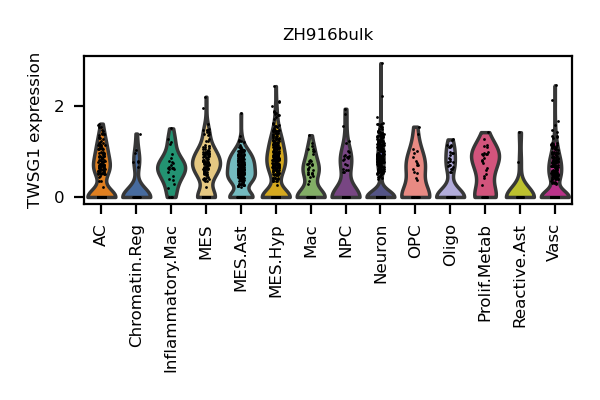 ZH916bulk
TWSG1 expression
2
0
AC
Chromatin.Reg
Inflammatory.Mac
MES
MES.Ast
MES.Hyp
Mac
NPC
Neuron
OPC
Oligo
Prolif.Metab
Reactive.Ast
Vasc